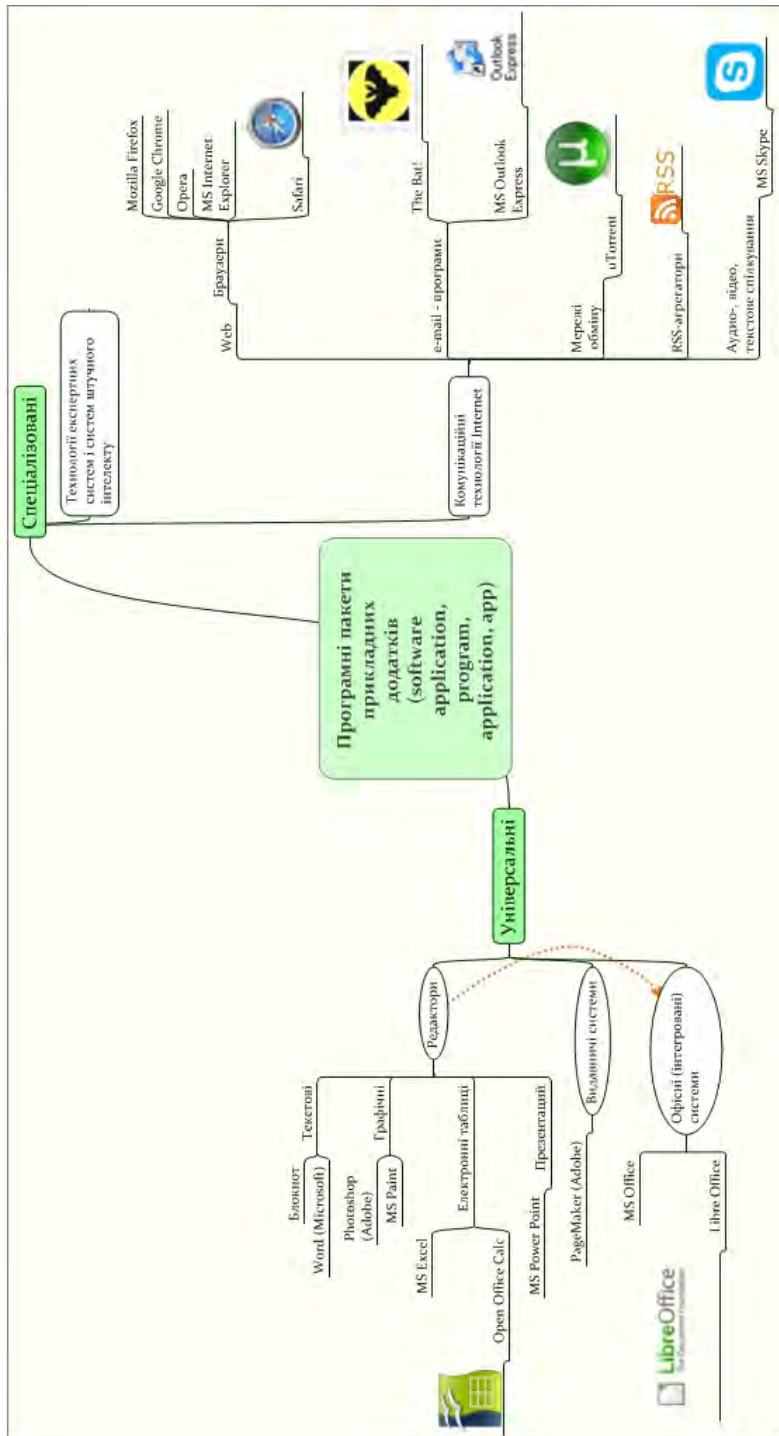 Програмні пакети
прикладних
додатків
(software
application,
program,
application, app)
Універсальні
Редактори
Текстові
Блокнот
Word (Microsoft)
Графічні
Photoshop
(Adobe)
MS Paint
Електронні таблиці
MS Excel
Open Office Calc
Презентаций
MS Power Point
Видавничі системи
PageMaker (Adobe)
Офісні (інтегровані)
системи
MS Office
Libre Office
LibreOffice
The Document Foundation
Спеціалізовані
Технології експертних
систем і систем штучного
інтелекту
Комунікаційні
технології Internet
Web
Браузери
Mozilla Firefox
Google Chrome
Opera
MS Internet
Explorer
Safari
e-mail - програми
The Bat!
MS Outlook
Express
Outlook
Express
Мережі
обміну
uTorrent
µ
RSS-агрегатори
RSS
Аудио-, відео,
текстове спілкування
MS Skype
S